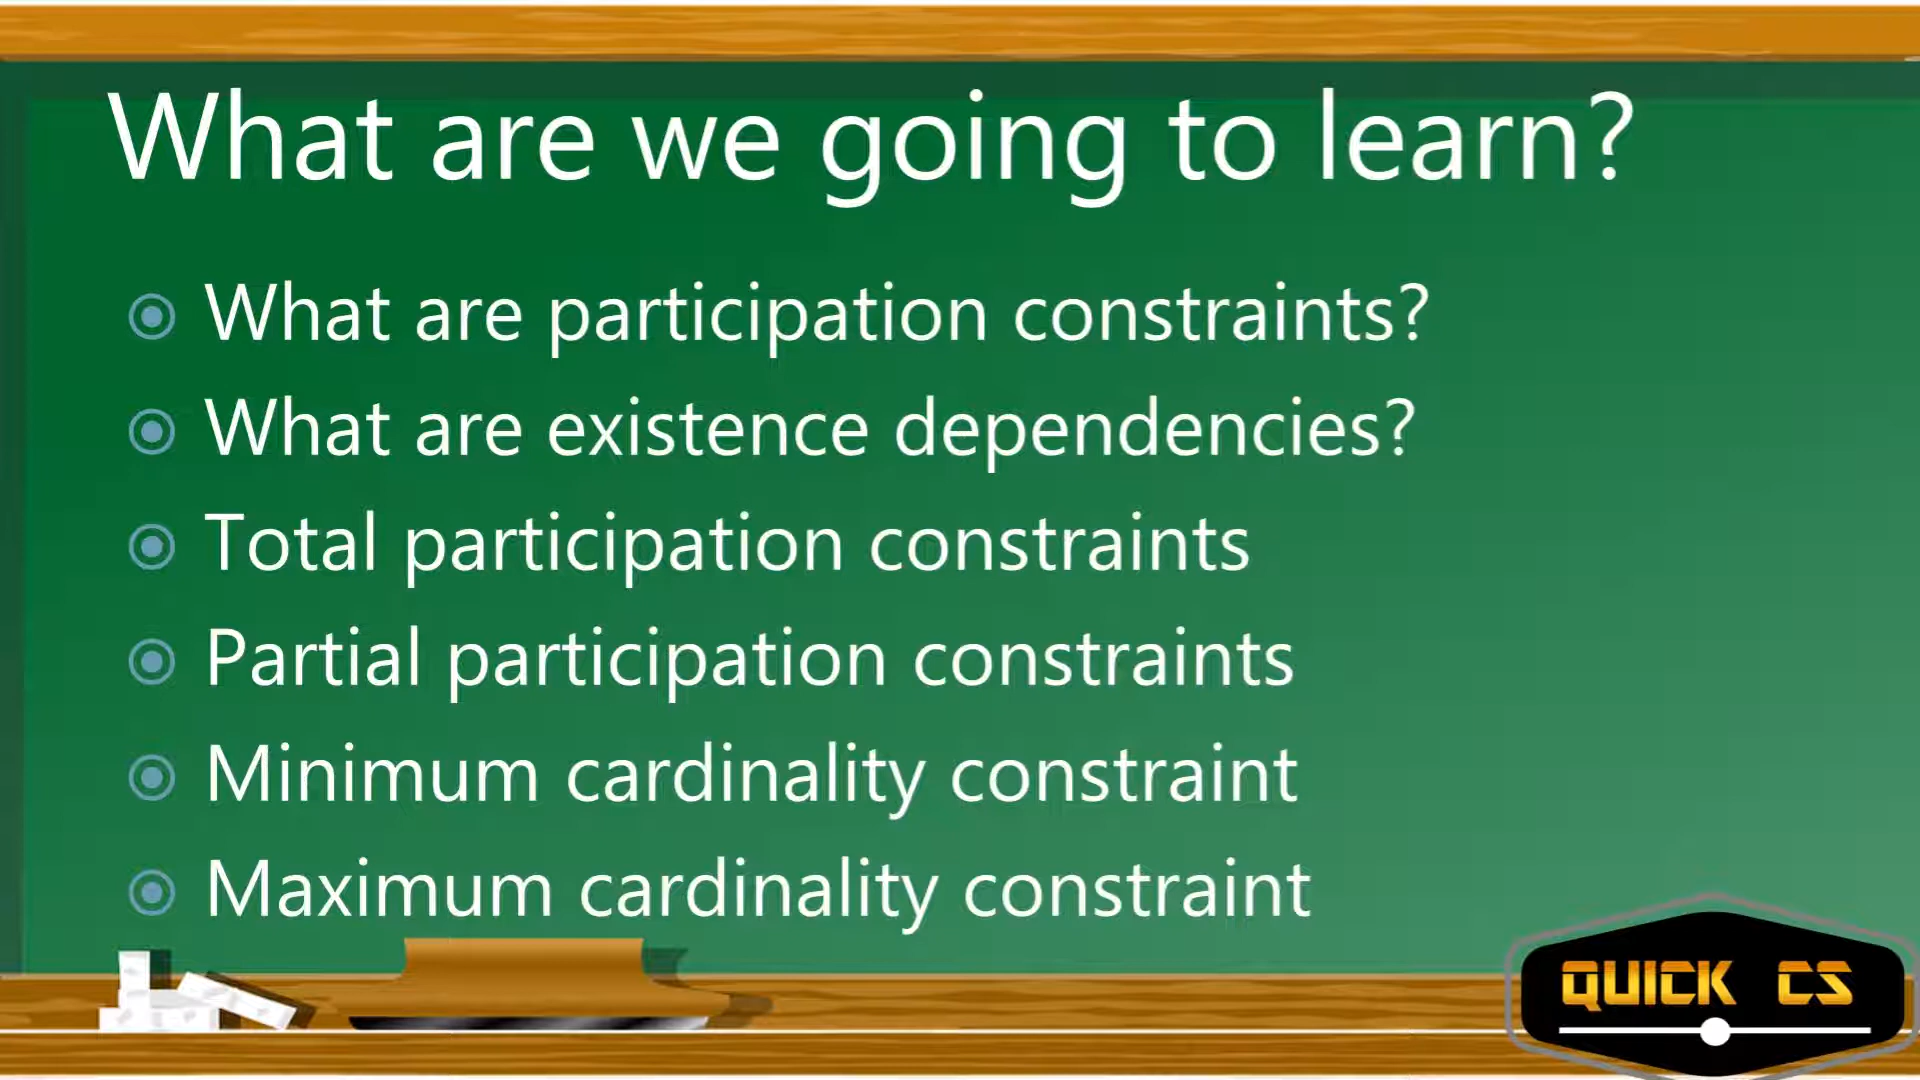 What are we going to learn?
What are participation constraints?
What are existence dependencies?
Total participation constraints
Partial participation constraints
Minimum cardinality constraint
Maximum cardinality constraint
QUICK CS